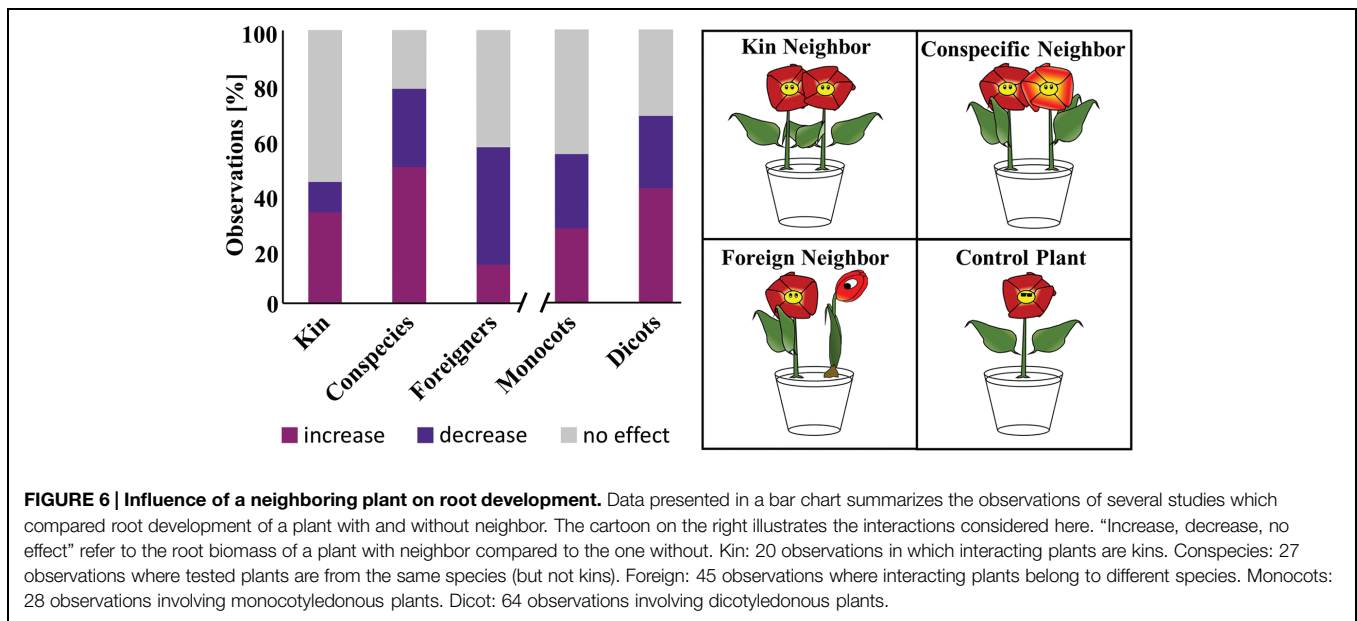 100
80
60
40
20
0
Observations [%]
Kin
Conspecies
Foreigners
Monocots
Dicots
increase
decrease
no effect
Kin Neighbor
Conspecific Neighbor
Foreign Neighbor
Control Plant
FIGURE 6 | Influence of a neighboring plant on root development. Data presented in a bar chart summarizes the observations of several studies which
compared root development of a plant with and without neighbor. The cartoon on the right illustrates the interactions considered here. “Increase, decrease, no
effect” refer to the root biomass of a plant with neighbor compared to the one without. Kin: 20 observations in which interacting plants are kins. Conspecies: 27
observations where tested plants are from the same species (but not kins). Foreign: 45 observations where interacting plants belong to different species. Monocots:
28 observations involving monocotyledonous plants. Dicot: 64 observations involving dicotyledonous plants.